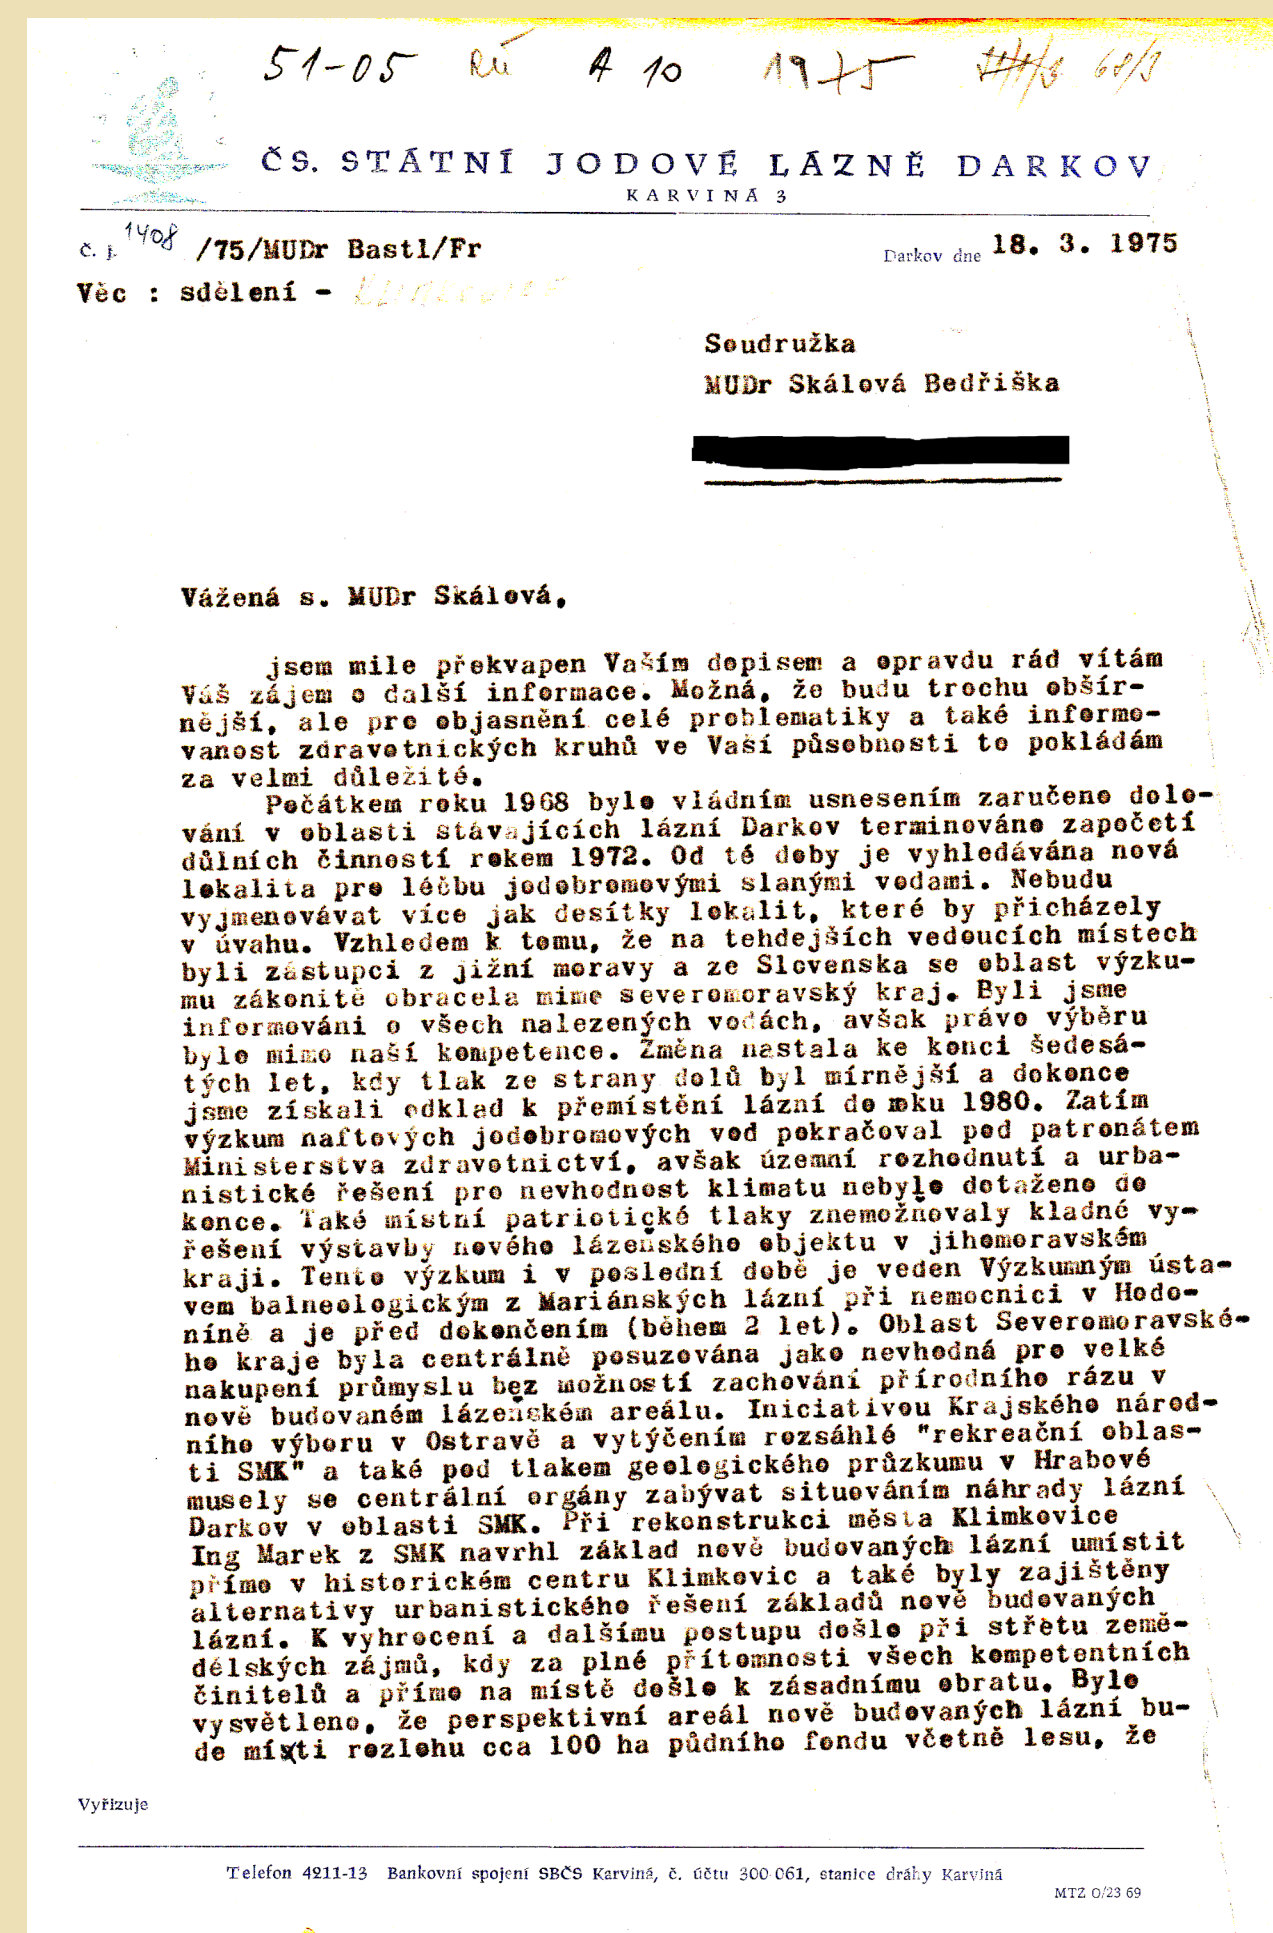 51-05 RÚ A 10 1975 68/3
ČS. STÁTNÍ JODOVÉ LÁZNĚ DARKOV
KARVINÁ 3
č. j. 1408 /75/MUDr Bastl/Fr Darkov dne 18. 3. 1975
Věc : sdělení -
Soudružka
MUDr Skálová Bedřiška
Vážená s. MUDr Skálová,
jsem mile překvapen Vaším dopisem a opravdu rád vítám
Váš zájem o další informace. Možná, že budu trochu obšír-
nější, ale pro objasnění celé problematiky a také informo-
vanost zdravotnických kruhů ve Vaší působnosti to pokládám
za velmi důležité.
Počátkem roku 1968 bylo vládním usnesením zaručeno dolo-
vání v oblasti stávajících lázní Darkov terminováno započetí
důlních činností rokem 1972. Od té doby je vyhledávána nová
lokalita pro léčbu jodobromovými slanými vodami. Nebudu
vyjmenovávat více jak desítky lokalit, které by přicházely
v úvahu. Vzhledem k tomu, že na tehdejších vedoucích místech
byli zástupci z jižní moravy a ze Slovenska se oblast výzku-
mu zákonitě obracela mimo severomoravský kraj. Byli jsme
informováni o všech nalezených vodách, avšak právo výběru
bylo mimo naší kompetence. Změna nastala ke konci šedesá-
tých let, kdy tlak ze strany dolů byl mírnější a dokonce
jsme získali odklad k přemístění lázní do roku 1980. Zatím
výzkum naftových jodobromových vod pokračoval pod patronátem
Ministerstva zdravotnictví, avšak územní rozhodnutí a urba-
nistické řešení pro nevhodnost klimatu nebylo dotaženo do
konce. Také místní patriotické tlaky znemožňovaly kladné vy-
řešení výstavby nového lázeňského objektu v jihomoravském
kraji. Tento výzkum i v poslední době je veden Výzkumným ústa-
vem balneologickým z Mariánských lázní při nemocnici v Hodo-
níně a je před dokončením (během 2 let). Oblast Severomoravské-
ho kraje byla centrálně posuzována jako nevhodná pro velké
nakupení průmyslu bez možností zachování přírodního rázu v
nově budovaném lázeňském areálu. Iniciativou Krajského národ-
ního výboru v Ostravě a vytýčením rozsáhlé "rekreační oblas-
ti SMK" a také pod tlakem geologického průzkumu v Hrabové
musely se centrální orgány zabývat situováním náhrady lázní
Darkov v oblasti SMK. Při rekonstrukci města Klimkovice
Ing Marek z SMK navrhl základ nově budovaných lázní umístit
přímo v historickém centru Klimkovic a také byly zajištěny
alternativy urbanistického řešení základů nově budovaných
lázní. K vyhrocení a dalšímu postupu došlo při střetu země-
dělských zájmů, kdy za plné přítomnosti všech kompetentních
činitelů a přímo na místě došlo k zásadnímu obratu. Bylo
vysvětleno, že perspektivní areál nově budovaných lázní bu-
de míti rozlohu cca 100 ha půdního fondu včetně lesu, že
Vyřizuje
Telefon 4211-13 Bankovní spojení SBČS Karviná, č. účtu 300-061, stanice dráhy Karviná
MTZ O/23 69